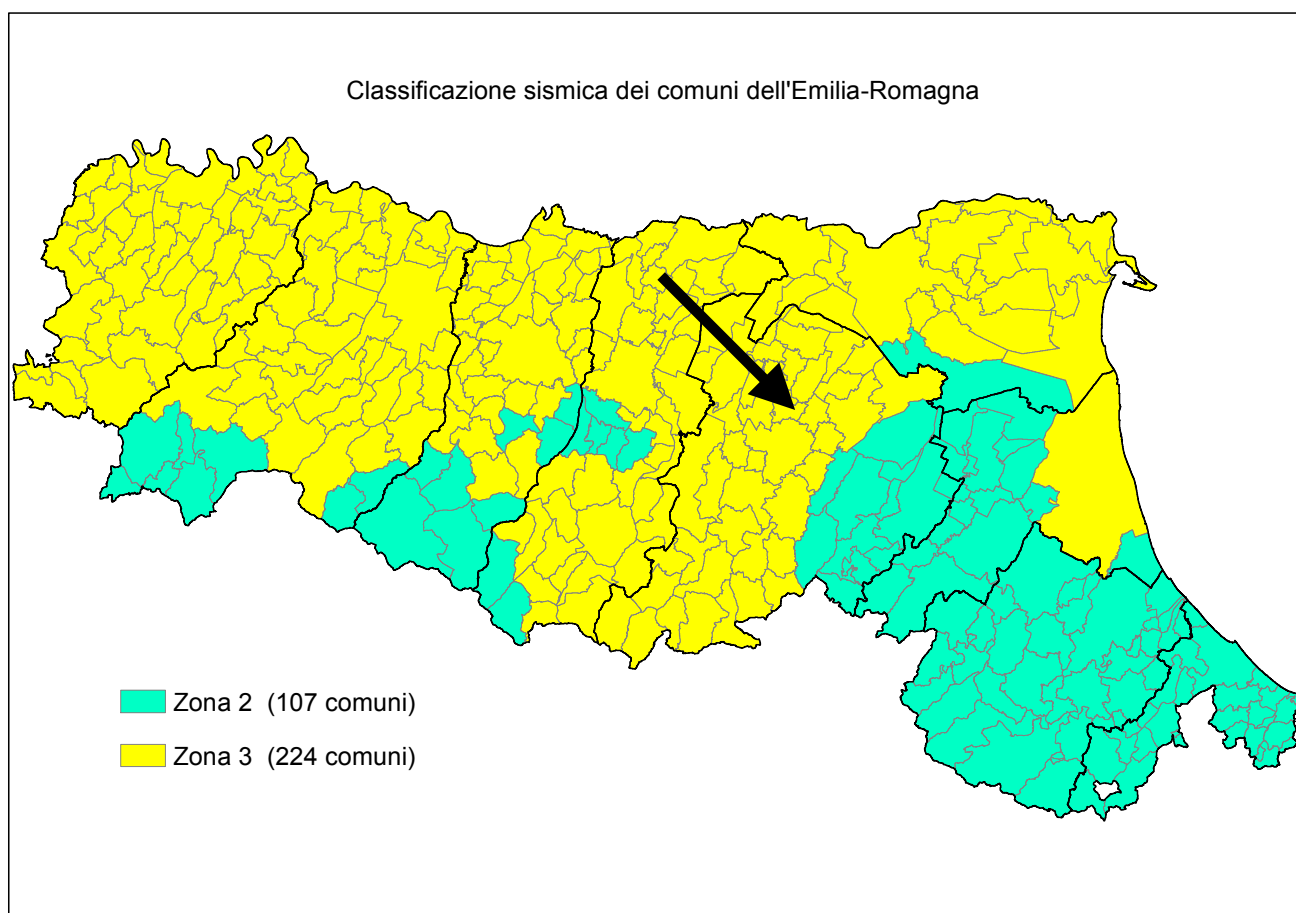 Classificazione sismica dei comuni dell'Emilia-Romagna
Zona 2 (107 comuni)
Zona 3 (224 comuni)